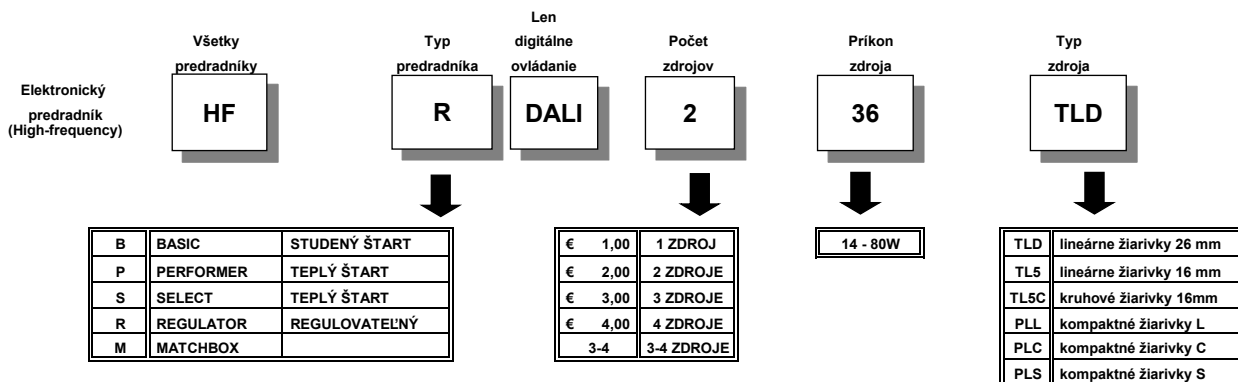 Len
Všetky Typ digitálne Počet Príkon Typ
predradníky predradníka ovládanie zdrojov zdroja zdroja
Elektronický
predradník
(High-frequency)
HF R DALI 2 36 TLD
B BASIC STUDENÝ ŠTART
P PERFORMER TEPLÝ ŠTART
S SELECT TEPLÝ ŠTART
R REGULATOR REGULOVATEĽNÝ
M MATCHBOX
€ 1,00 1 ZDROJ
€ 2,00 2 ZDROJE
€ 3,00 3 ZDROJE
€ 4,00 4 ZDROJE
3-4 3-4 ZDROJE
14 - 80W
TLD lineárne žiarivky 26 mm
TL5 lineárne žiarivky 16 mm
TL5C kruhové žiarivky 16mm
PLL kompaktné žiarivky L
PLC kompaktné žiarivky C
PLS kompaktné žiarivky S